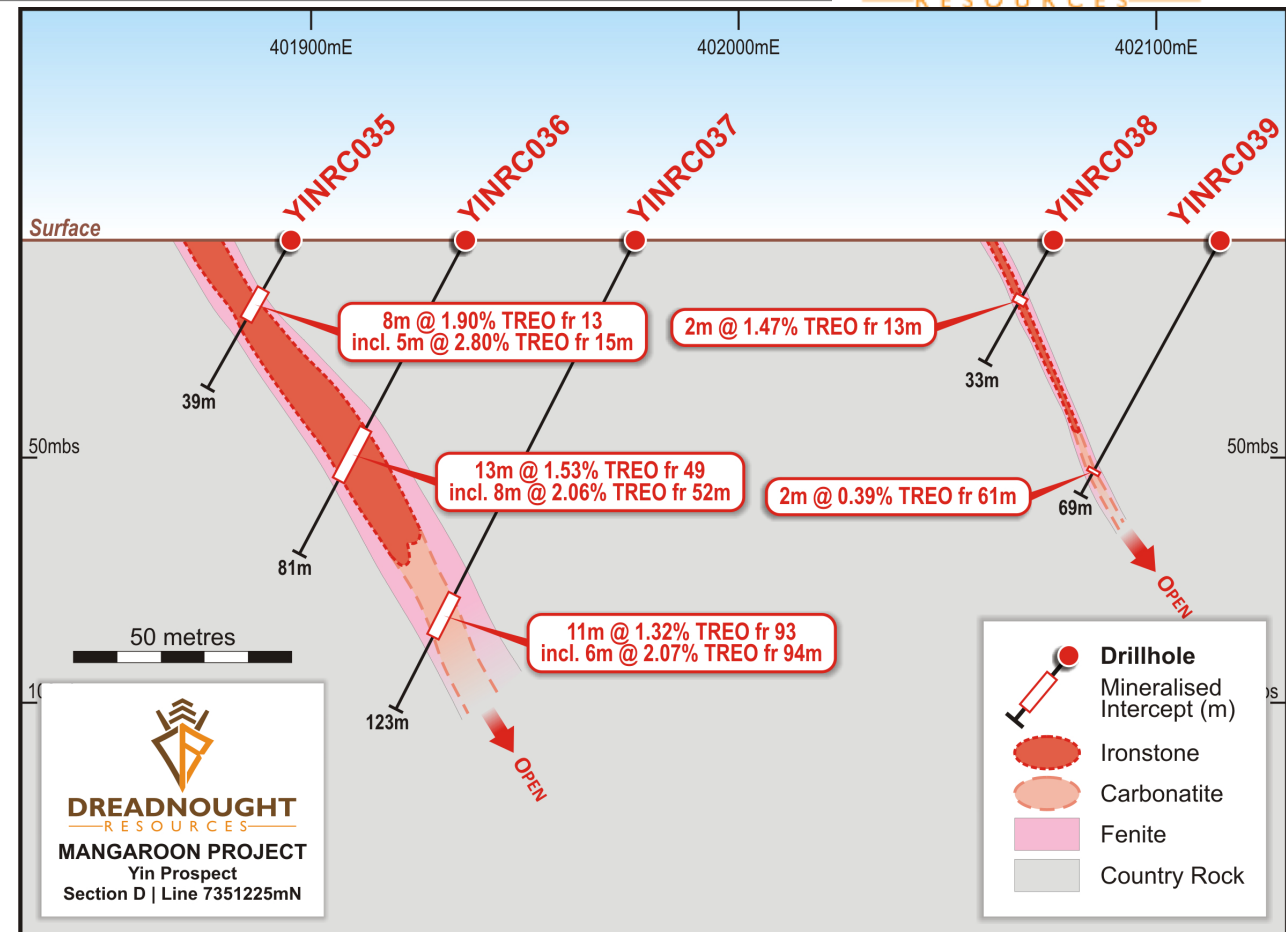 RESOURCES
401900mE
402000mE
402100mE
YINRC035
YINRC036
YINRC037
YINRC038
YINRC039
Surface
8m @ 1.90% TREO fr 13
incl. 5m @ 2.80% TREO fr 15m
2m @ 1.47% TREO fr 13m
39m
33m
50mbs
50mbs
13m @ 1.53% TREO fr 49
incl. 8m @ 2.06% TREO fr 52m
2m @ 0.39% TREO fr 61m
69m
81m
OPEN
11m @ 1.32% TREO fr 93
incl. 6m @ 2.07% TREO fr 94m
50 metres
123m
OPEN
DREADNOUGHT
RESOURCES
MANGAROON PROJECT
Yin Prospect
Section D | Line 7351225mN
Drillhole
Mineralised
Intercept (m)
Ironstone
Carbonatite
Fenite
Country Rock